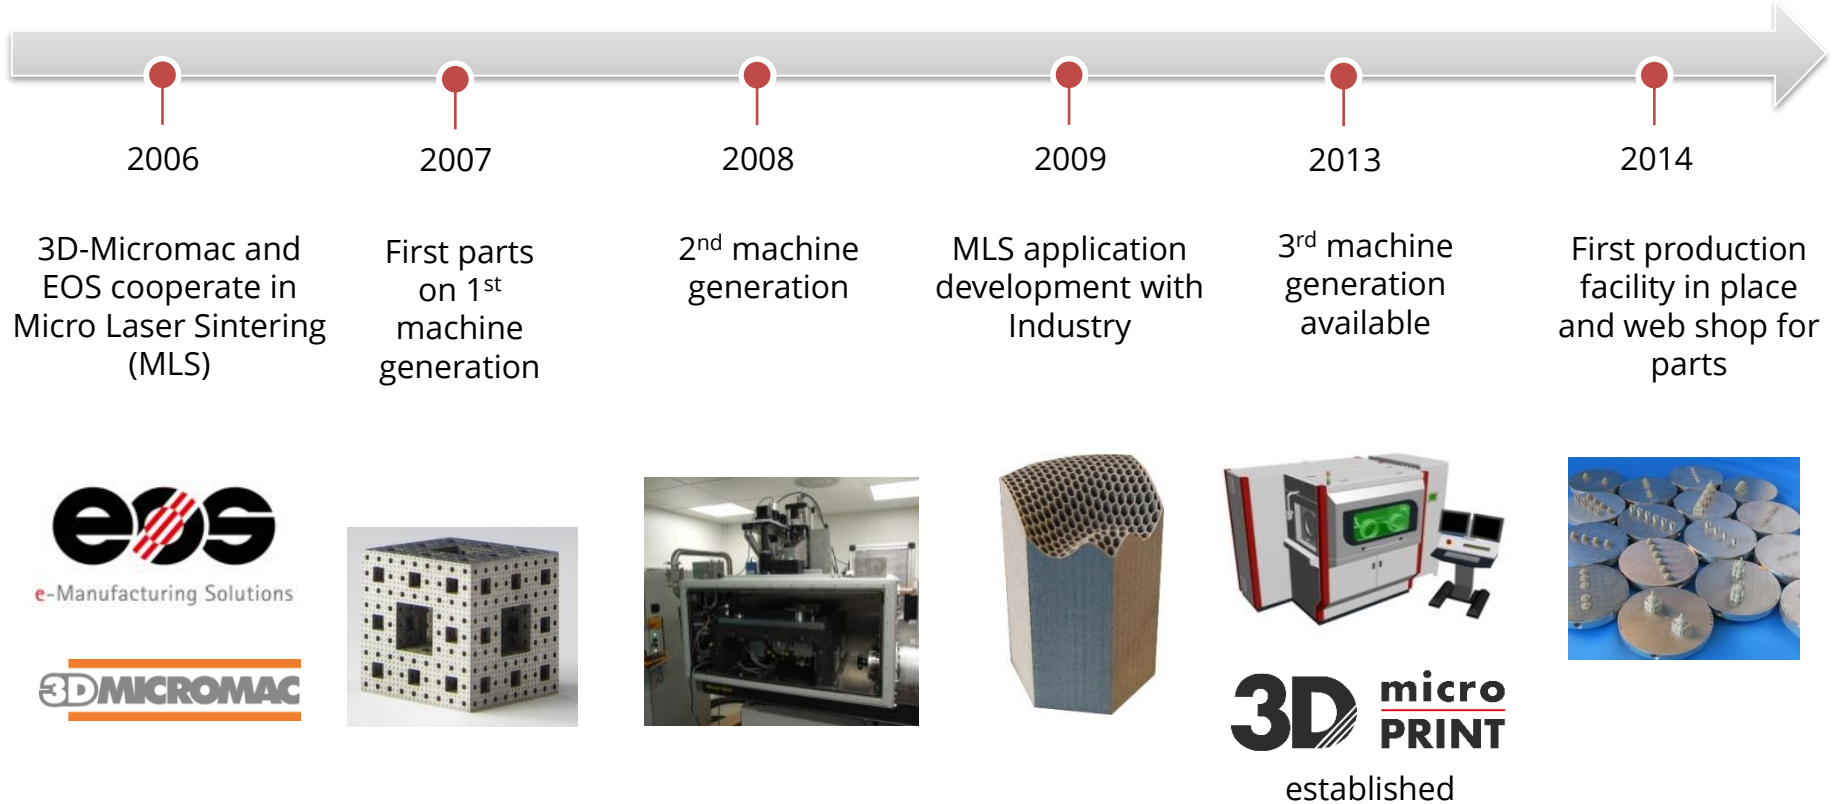 2006
2007
2008
2009
2013
2014
3D-Micromac and
EOS cooperate in
Micro Laser Sintering
(MLS)
First parts
on 1st
machine
generation
2nd machine
generation
MLS application
development with
Industry
3rd machine
generation
available
First production
facility in place
and web shop for
parts
eos
e-Manufacturing Solutions
3DMICROMAC
3D micro
PRINT
established